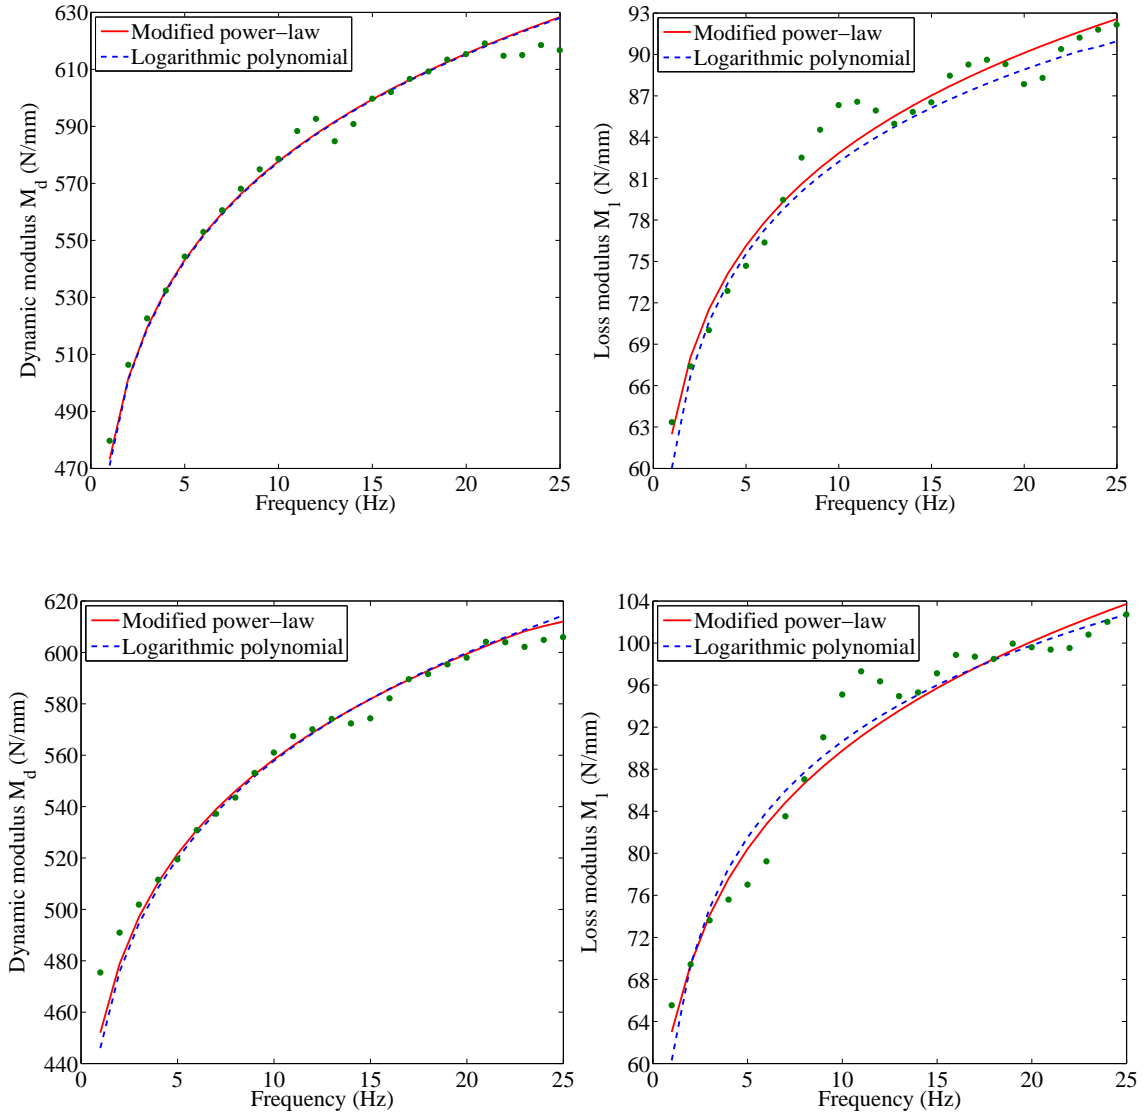 630
610
590
570
550
530
510
490
470
Dynamic modulus M_d (N/mm)
Modified power−law
Logarithmic polynomial
0 5 10 15 20 25
Frequency (Hz)
93
90
87
84
81
78
75
72
69
66
63
60
Loss modulus M_l (N/mm)
Modified power−law
Logarithmic polynomial
0 5 10 15 20 25
Frequency (Hz)
620
600
580
560
540
520
500
480
460
440
Dynamic modulus M_d (N/mm)
Modified power−law
Logarithmic polynomial
0 5 10 15 20 25
Frequency (Hz)
104
100
96
92
88
84
80
76
72
68
64
60
Loss modulus M_l (N/mm)
Modified power−law
Logarithmic polynomial
0 5 10 15 20 25
Frequency (Hz)